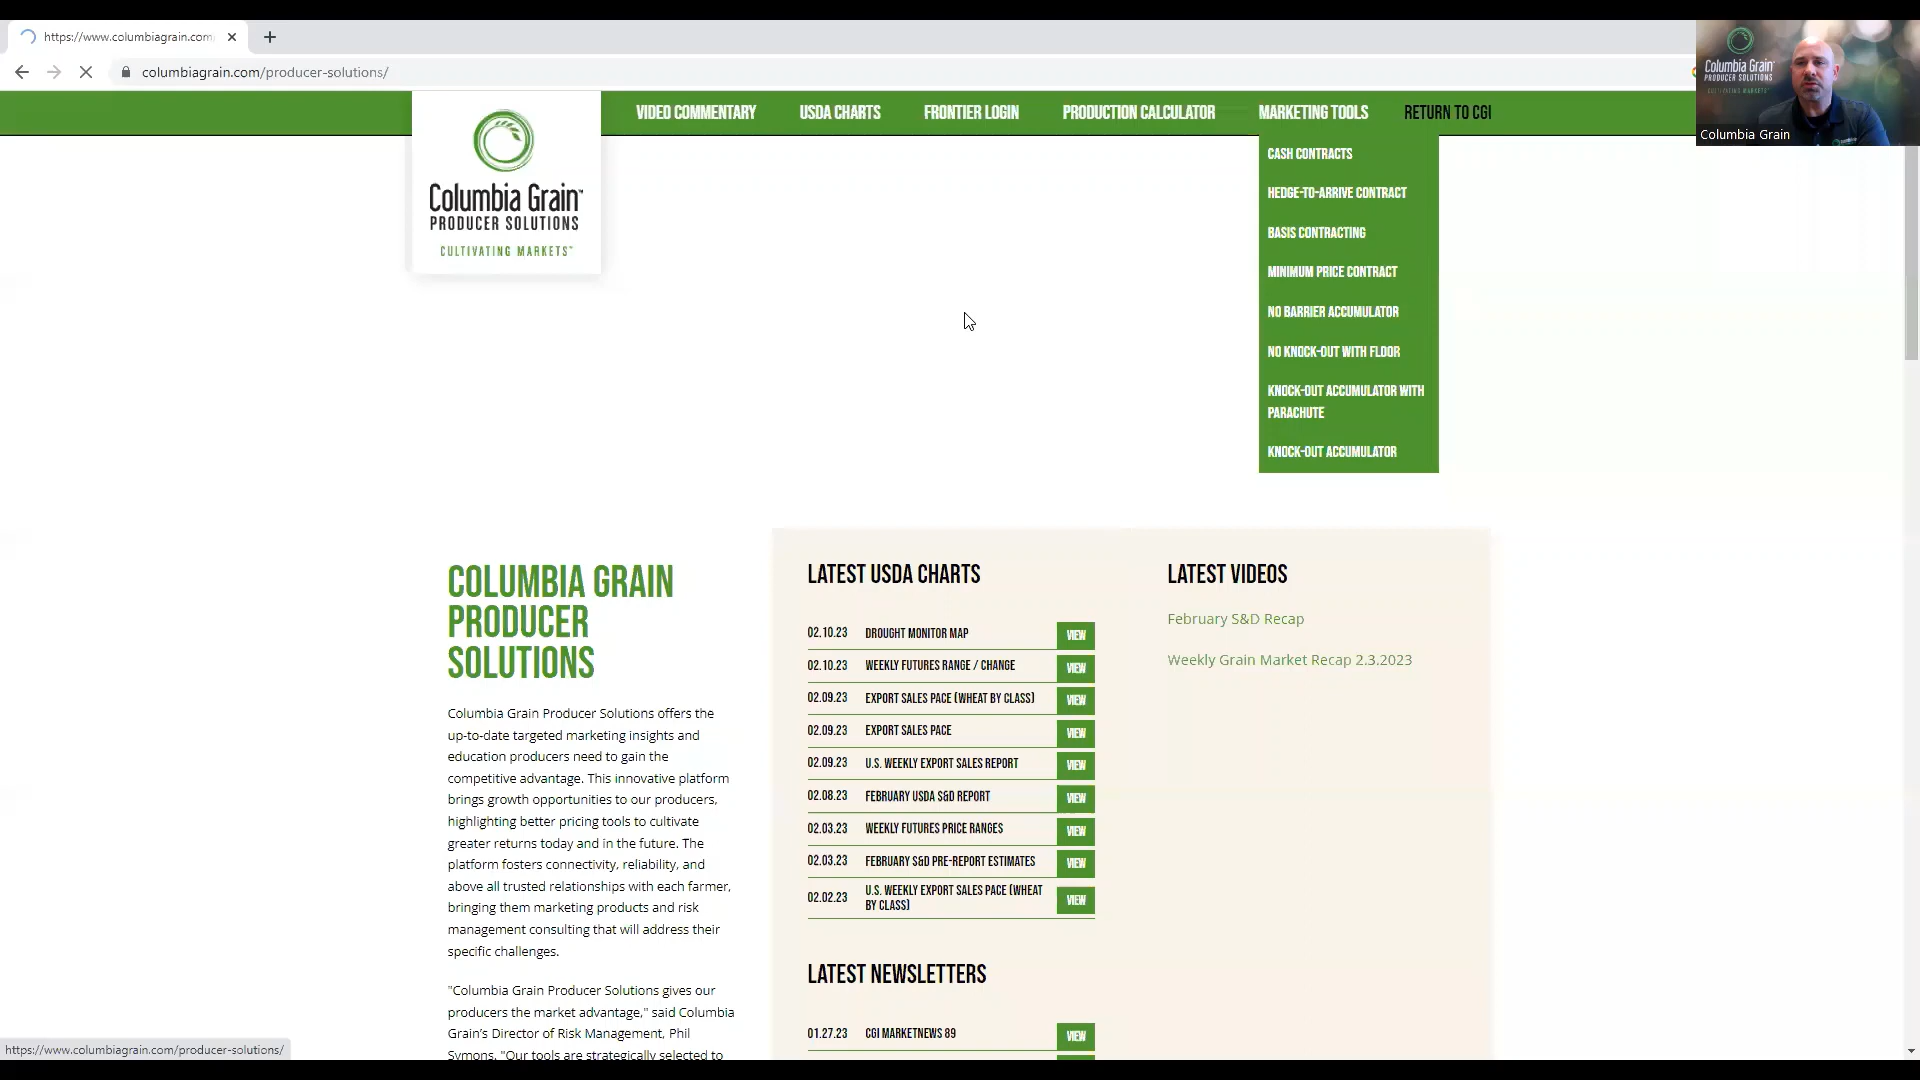 https://www.columbiagrain.com
columbiagrain.com/producer-solutions/
VIDEO COMMENTARY
USDA CHARTS
FRONTIER LOGIN
PRODUCTION CALCULATOR
MARKETING TOOLS
RETURN TO CGI
Columbia Grain
PRODUCER SOLUTIONS
CULTIVATING MARKETS
Columbia Grain
Columbia Grain™
PRODUCER SOLUTIONS
CULTIVATING MARKETS™
CASH CONTRACTS
HEDGE-TO-ARRIVE CONTRACT
BASIS CONTRACTING
MINIMUM PRICE CONTRACT
NO BARRIER ACCUMULATOR
NO KNOCK-OUT WITH FLOOR
KNOCK-OUT ACCUMULATOR WITH
PARACHUTE
KNOCK-OUT ACCUMULATOR
COLUMBIA GRAIN
PRODUCER
SOLUTIONS
Columbia Grain Producer Solutions offers the
up-to-date targeted marketing insights and
education producers need to gain the
competitive advantage. This innovative platform
brings growth opportunities to our producers,
highlighting better pricing tools to cultivate
greater returns today and in the future. The
platform fosters connectivity, reliability, and
above all trusted relationships with each farmer,
bringing them marketing products and risk
management consulting that will address their
specific challenges.
"Columbia Grain Producer Solutions gives our
producers the market advantage," said Columbia
Grain's Director of Risk Management, Phil
Symons. "Our tools are strategically selected to
LATEST USDA CHARTS
02.10.23 DROUGHT MONITOR MAP VIEW
02.10.23 WEEKLY FUTURES RANGE / CHANGE VIEW
02.09.23 EXPORT SALES PACE (WHEAT BY CLASS) VIEW
02.09.23 EXPORT SALES PACE VIEW
02.09.23 U.S. WEEKLY EXPORT SALES REPORT VIEW
02.08.23 FEBRUARY USDA S&D REPORT VIEW
02.03.23 WEEKLY FUTURES PRICE RANGES VIEW
02.03.23 FEBRUARY S&D PRE-REPORT ESTIMATES VIEW
02.02.23 U.S. WEEKLY EXPORT SALES PACE (WHEAT
BY CLASS) VIEW
LATEST NEWSLETTERS
01.27.23 CGI MARKETNEWS 89 VIEW
LATEST VIDEOS
February S&D Recap
Weekly Grain Market Recap 2.3.2023
https://www.columbiagrain.com/producer-solutions/